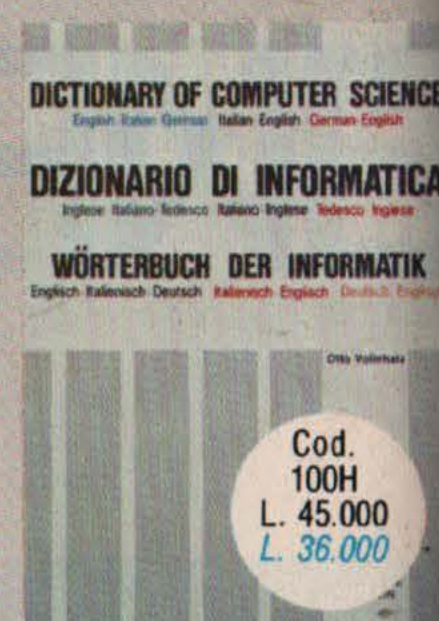 DICTIONARY OF COMPUTER SCIENCE
English Italian German Italian English German English
DIZIONARIO DI INFORMATICA
Inglese Italiano Tedesco Italiano Inglese Tedesco Inglese
WÖRTERBUCH DER INFORMATIK
Englisch Italienisch Deutsch Italienisch Englisch Deutsch
Otto Vollnhals
Cod.
100H
L. 45.000
L. 36.000